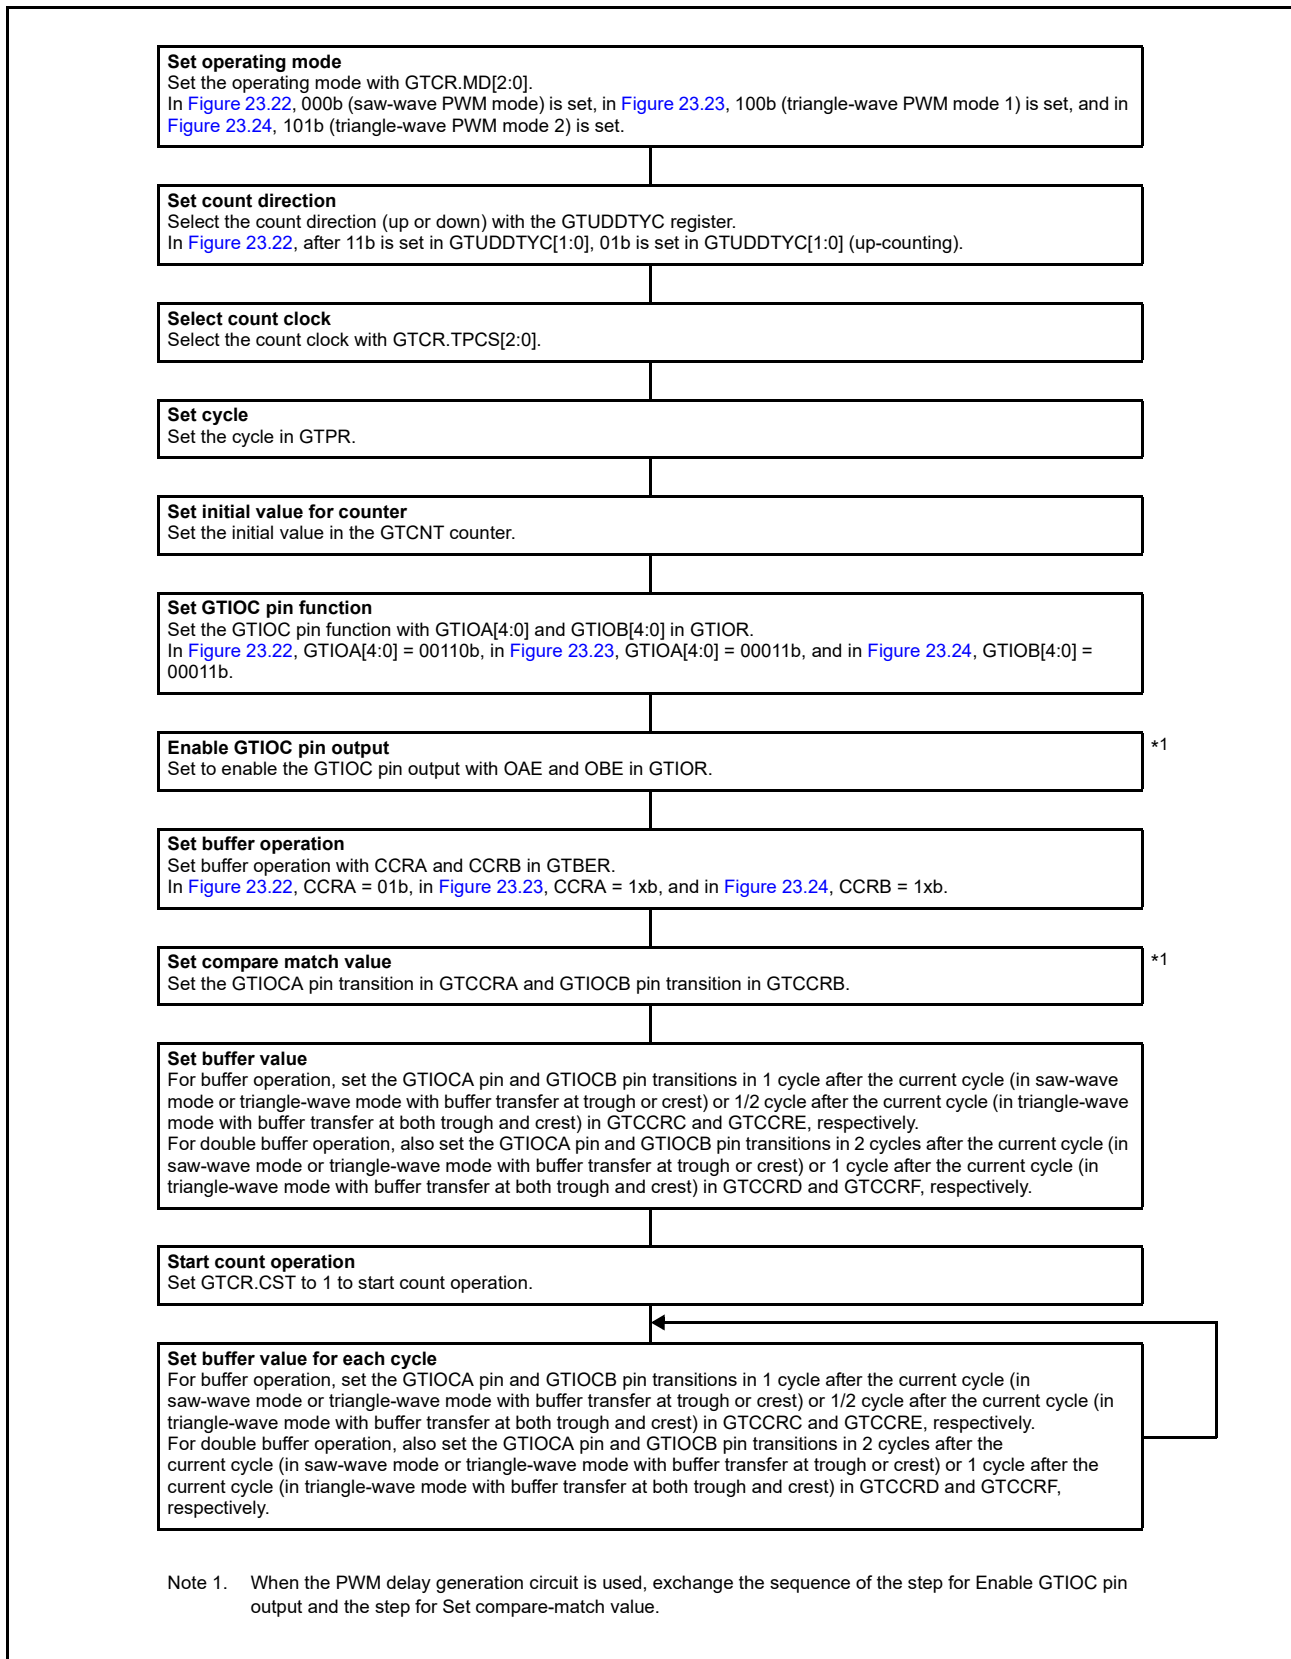 Set operating mode
Set the operating mode with GTCR.MD[2:0].
In Figure 23.22, 000b (saw-wave PWM mode) is set, in Figure 23.23, 100b (triangle-wave PWM mode 1) is set, and in
Figure 23.24, 101b (triangle-wave PWM mode 2) is set.
Set count direction
Select the count direction (up or down) with the GTUDDTYC register.
In Figure 23.22, after 11b is set in GTUDDTYC[1:0], 01b is set in GTUDDTYC[1:0] (up-counting).
Select count clock
Select the count clock with GTCR.TPCS[2:0].
Set cycle
Set the cycle in GTPR.
Set initial value for counter
Set the initial value in the GTCNT counter.
Set GTIOC pin function
Set the GTIOC pin function with GTIOA[4:0] and GTIOB[4:0] in GTIOR.
In Figure 23.22, GTIOA[4:0] = 00110b, in Figure 23.23, GTIOA[4:0] = 00011b, and in Figure 23.24, GTIOB[4:0] =
00011b.
Enable GTIOC pin output
*1
Set to enable the GTIOC pin output with OAE and OBE in GTIOR.
Set buffer operation
Set buffer operation with CCRA and CCRB in GTBER.
In Figure 23.22, CCRA = 01b, in Figure 23.23, CCRA = 1xb, and in Figure 23.24, CCRB = 1xb.
Set compare match value
*1
Set the GTIOCA pin transition in GTCCRA and GTIOCB pin transition in GTCCRB.
Set buffer value
For buffer operation, set the GTIOCA pin and GTIOCB pin transitions in 1 cycle after the current cycle (in saw-wave
mode or triangle-wave mode with buffer transfer at trough or crest) or 1/2 cycle after the current cycle (in triangle-wave
mode with buffer transfer at both trough and crest) in GTCCRC and GTCCRE, respectively.
For double buffer operation, also set the GTIOCA pin and GTIOCB pin transitions in 2 cycles after the current cycle (in
saw-wave mode or triangle-wave mode with buffer transfer at trough or crest) or 1 cycle after the current cycle (in
triangle-wave mode with buffer transfer at both trough and crest) in GTCCRD and GTCCRF, respectively.
Start count operation
Set GTCR.CST to 1 to start count operation.
Set buffer value for each cycle
For buffer operation, set the GTIOCA pin and GTIOCB pin transitions in 1 cycle after the current cycle (in
saw-wave mode or triangle-wave mode with buffer transfer at trough or crest) or 1/2 cycle after the current cycle (in
triangle-wave mode with buffer transfer at both trough and crest) in GTCCRC and GTCCRE, respectively.
For double buffer operation, also set the GTIOCA pin and GTIOCB pin transitions in 2 cycles after the
current cycle (in saw-wave mode or triangle-wave mode with buffer transfer at trough or crest) or 1 cycle after the
current cycle (in triangle-wave mode with buffer transfer at both trough and crest) in GTCCRD and GTCCRF,
respectively.
Note 1. When the PWM delay generation circuit is used, exchange the sequence of the step for Enable GTIOC pin
output and the step for Set compare-match value.